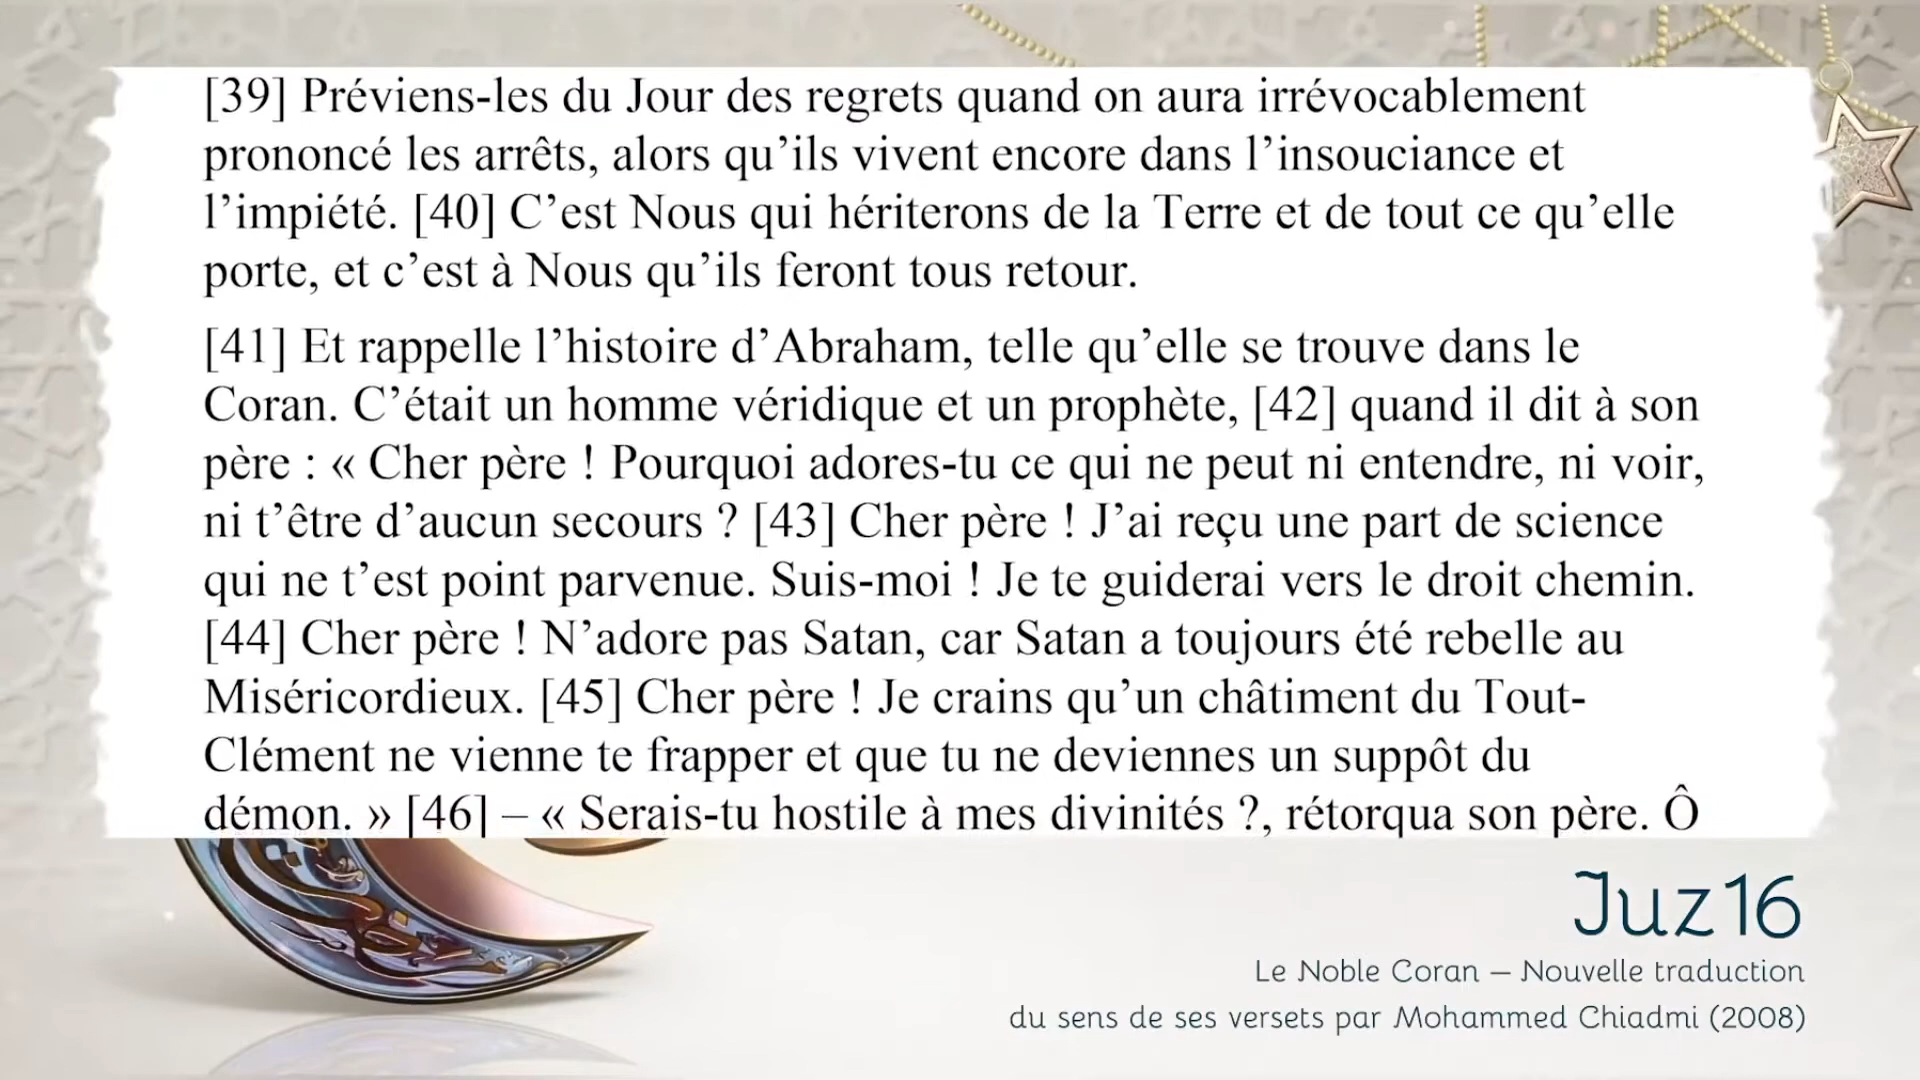 [39] Préviens-les du Jour des regrets quand on aura irrévocablement
prononcé les arrêts, alors qu’ils vivent encore dans l’insouciance et
l’impiété. [40] C’est Nous qui hériterons de la Terre et de tout ce qu’elle
porte, et c’est à Nous qu’ils feront tous retour.
[41] Et rappelle l’histoire d’Abraham, telle qu’elle se trouve dans le
Coran. C’était un homme véridique et un prophète, [42] quand il dit à son
père : « Cher père ! Pourquoi adores-tu ce qui ne peut ni entendre, ni voir,
ni t’être d’aucun secours ? [43] Cher père ! J’ai reçu une part de science
qui ne t’est point parvenue. Suis-moi ! Je te guiderai vers le droit chemin.
[44] Cher père ! N’adore pas Satan, car Satan a toujours été rebelle au
Miséricordieux. [45] Cher père ! Je crains qu’un châtiment du Tout-
Clément ne vienne te frapper et que tu ne deviennes un suppôt du
démon. » [46] – « Serais-tu hostile à mes divinités ?, rétorqua son père. Ô
Juz16
Le Noble Coran – Nouvelle traduction
du sens de ses versets par Mohammed Chiadmi (2008)